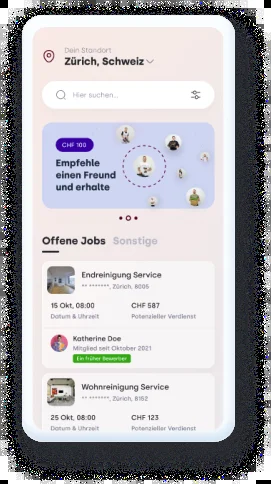 Dein Standort
Zürich, Schweiz
Hier suchen...
CHF 100
Empfehle
einen Freund
und erhalte
Offene Jobs Sonstige
Endreinigung Service
** *******, Zürich, 8005
15 Okt, 08:00 CHF 587
Datum & Uhrzeit Potenzieller Verdienst
Katherine Doe
Mitglied seit Oktober 2021
Ein früher Bewerber
Wohnreinigung Service
** *******, Zürich, 8152
25 Okt, 08:00 CHF 123
Datum & Uhrzeit Potenzieller Verdienst